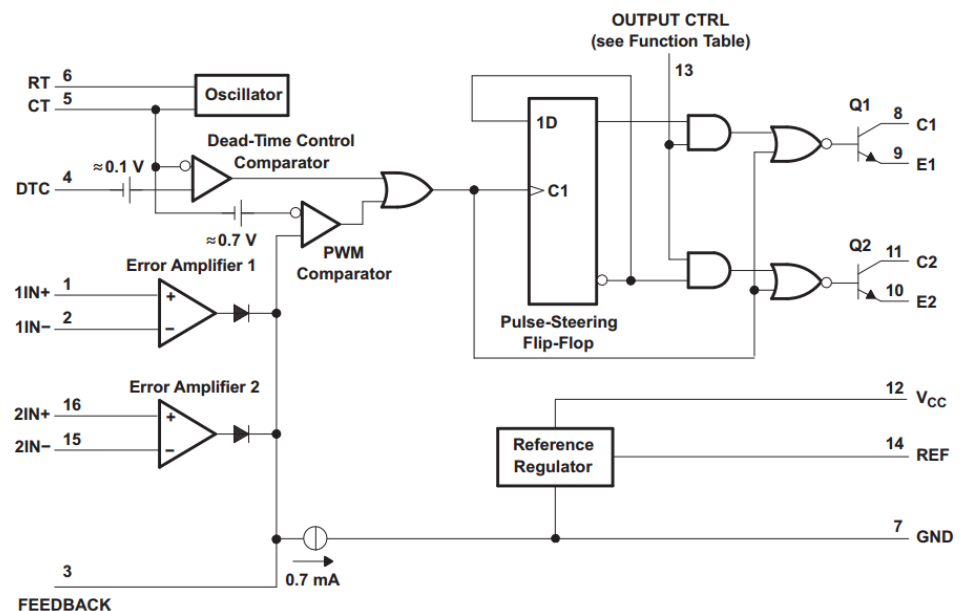 OUTPUT CTRL
(see Function Table)
13
RT 6
CT 5
Oscillator
Dead-Time Control
Comparator
≈0.1 V
DTC 4
≈0.7 V
PWM
Comparator
1D
C1
Pulse-Steering
Flip-Flop
Q1
8 C1
9 E1
Q2
11 C2
10 E2
Error Amplifier 1
1IN+ 1
+
1IN− 2
−
Error Amplifier 2
2IN+ 16
+
2IN− 15
−
12 VCC
Reference
Regulator
14 REF
7 GND
0.7 mA
3
FEEDBACK